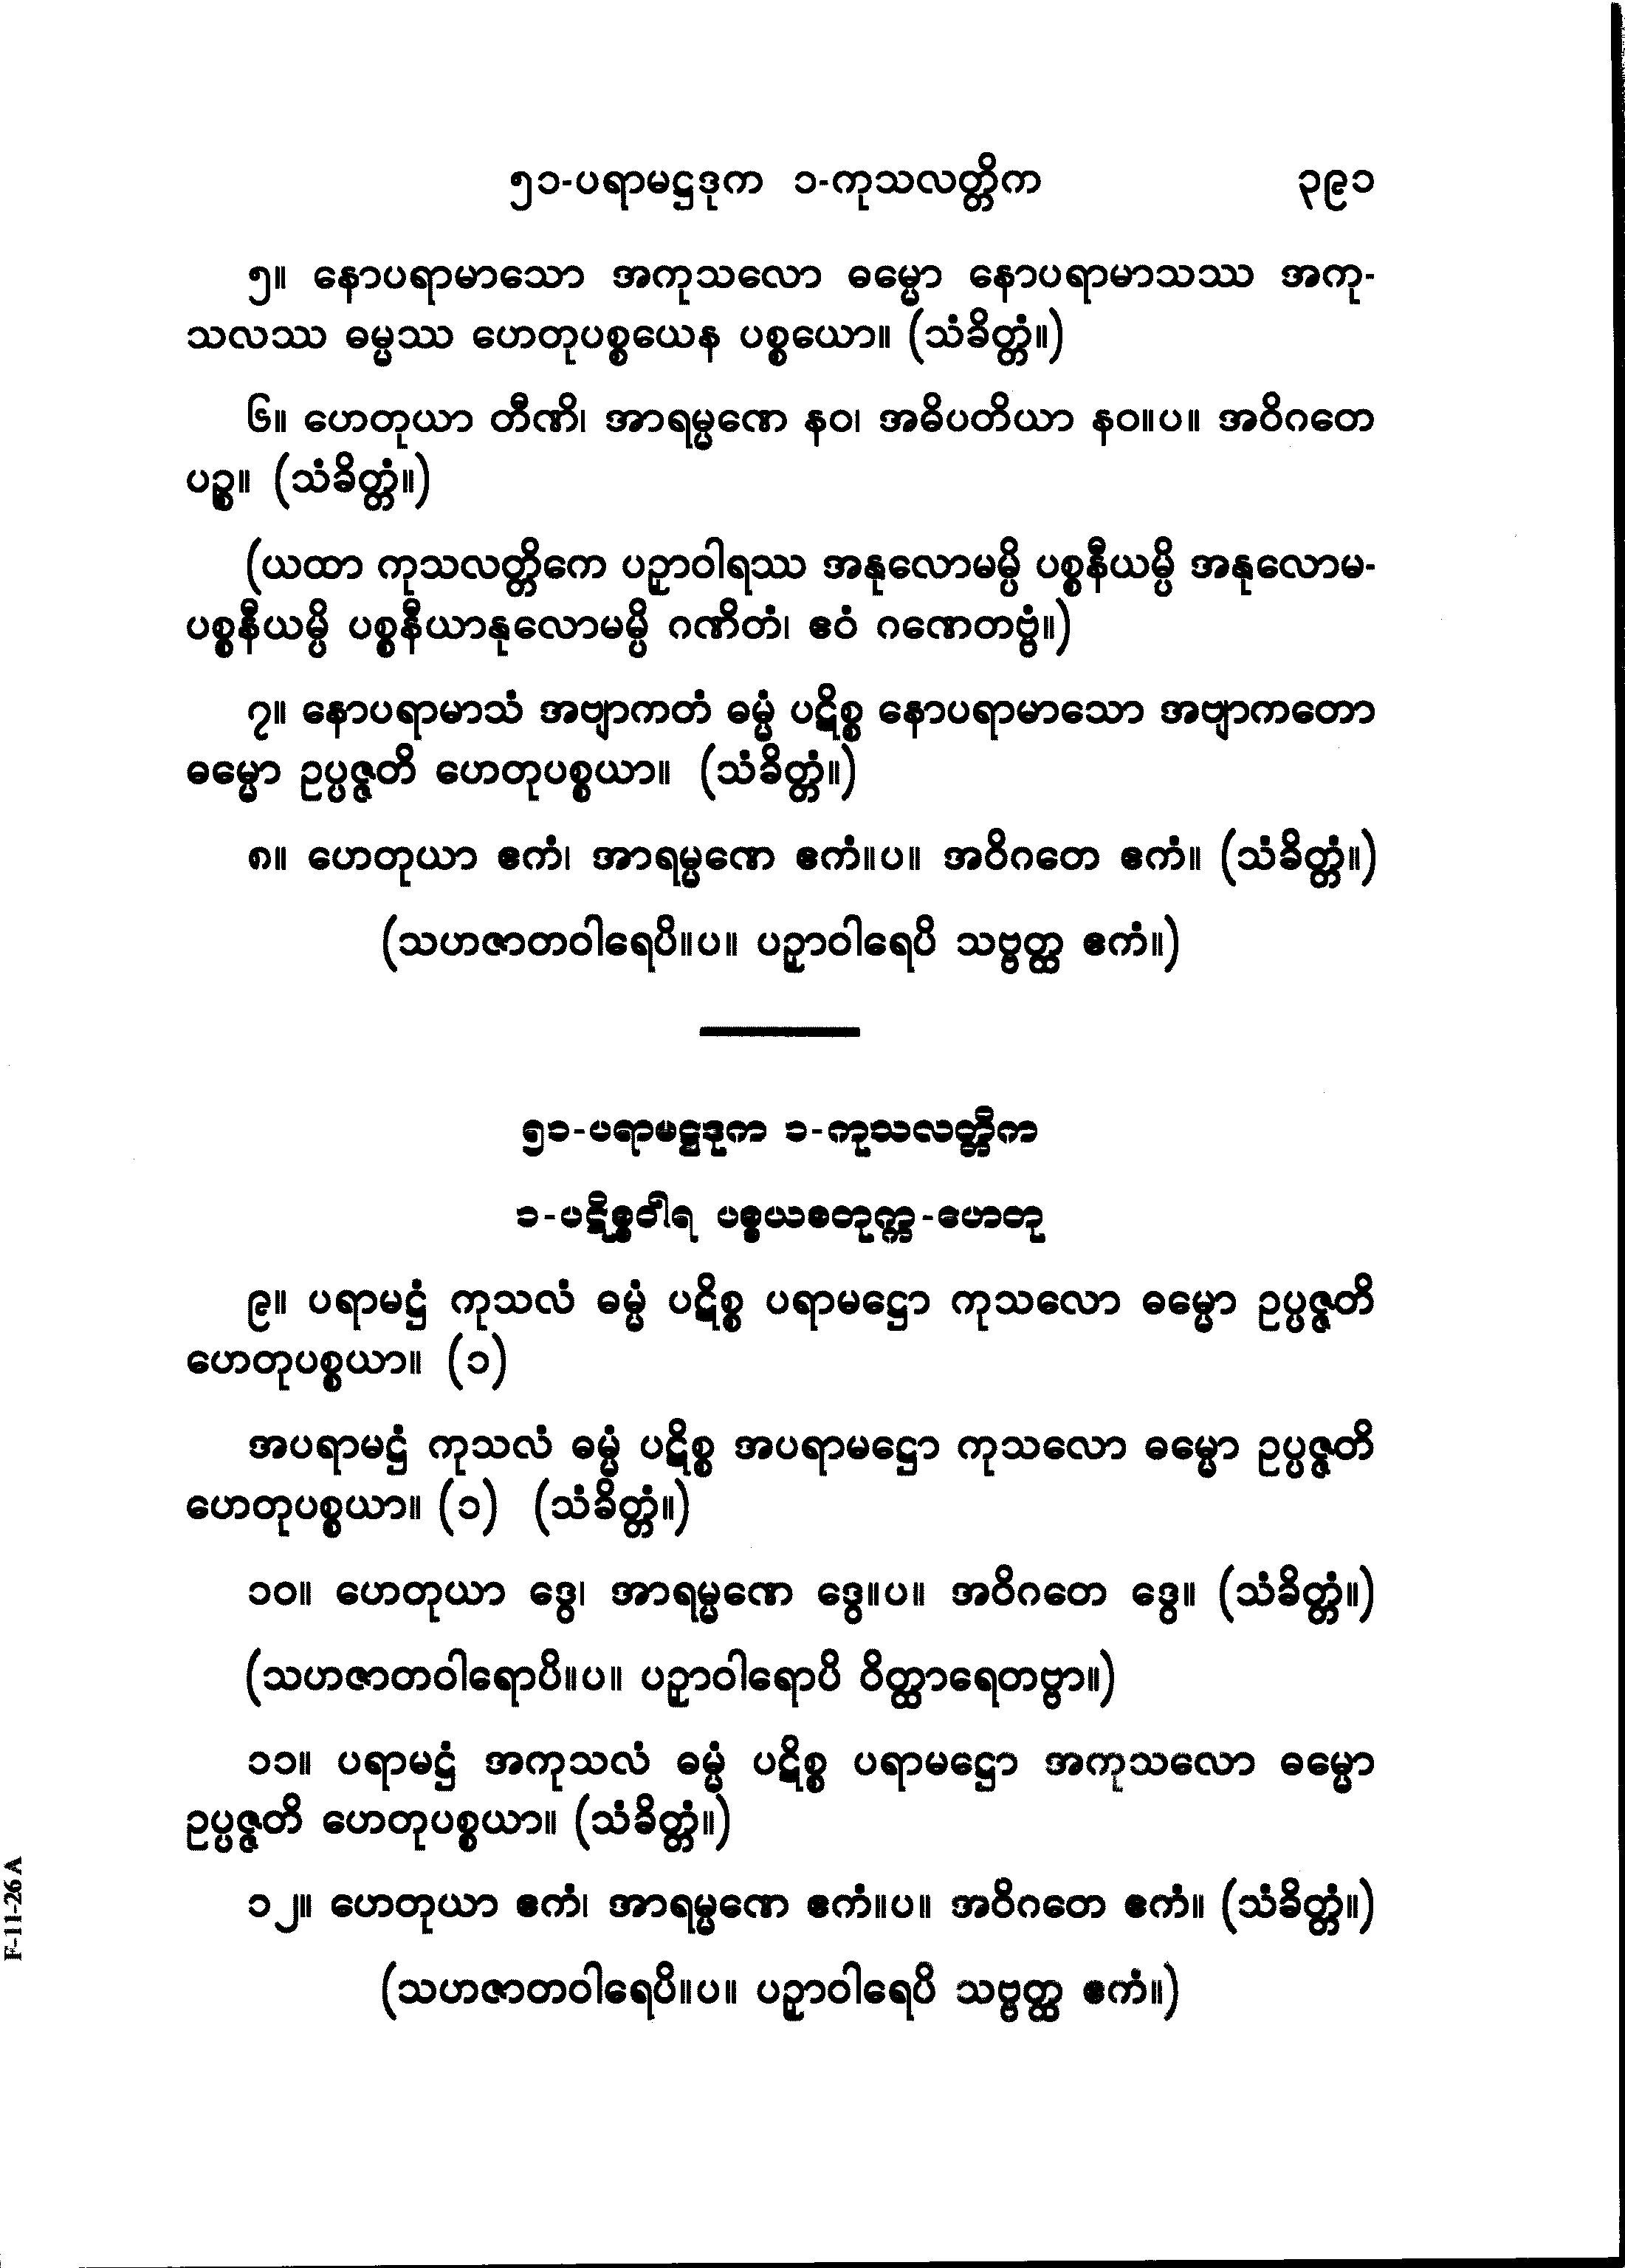 ၅၁-ပရာမဋ္ဌဒုက ၁-ကုသလတ္တိက ၃၉၁
၅။ နောပရာမာသော အကုသလော ဓမ္မော နောပရာမာသဿ အကု-
သလဿ ဓမ္မဿ ဟေတုပစ္စယေန ပစ္စယော။ (သံခိတ္တံ။)
၆။ ဟေတုယာ တီဏိ၊ အာရမ္မဏေ နဝ၊ အဓိပတိယာ နဝ။ပ။ အဝိဂတေ
ပဉ္စ။ (သံခိတ္တံ။)
(ယထာ ကုသလတ္တိကေ ပဉှာဝါရဿ အနုလောမမ္ပိ ပစ္စနီယမ္ပိ အနုလောမ-
ပစ္စနီယမ္ပိ ပစ္စနီယာနုလောမမ္ပိ ဂဏိတံ၊ ဧဝံ ဂဏေတဗ္ဗံ။)
၇။ နောပရာမာသံ အဗျာကတံ ဓမ္မံ ပဋိစ္စ နောပရာမာသော အဗျာကတော
ဓမ္မော ဥပ္ပဇ္ဇတိ ဟေတုပစ္စယာ။ (သံခိတ္တံ။)
၈။ ဟေတုယာ ဧကံ၊ အာရမ္မဏေ ဧကံ။ပ။ အဝိဂတေ ဧကံ။ (သံခိတ္တံ။)
(သဟဇာတဝါရေပိ။ပ။ ပဉှာဝါရေပိ သဗ္ဗတ္ထ ဧကံ။)
၅၁-ပရာမဋ္ဌဒုက ၁-ကုသလတ္တိက
၁-ပဋိစ္စဝါရ ပစ္စယစတုက္က-ဟေတု
၉။ ပရာမဋ္ဌံ ကုသလံ ဓမ္မံ ပဋိစ္စ ပရာမဋ္ဌော ကုသလော ဓမ္မော ဥပ္ပဇ္ဇတိ
ဟေတုပစ္စယာ။ (၁)
အပရာမဋ္ဌံ ကုသလံ ဓမ္မံ ပဋိစ္စ အပရာမဋ္ဌော ကုသလော ဓမ္မော ဥပ္ပဇ္ဇတိ
ဟေတုပစ္စယာ။ (၁) (သံခိတ္တံ။)
၁၀။ ဟေတုယာ ဒွေ၊ အာရမ္မဏေ ဒွေ။ပ။ အဝိဂတေ ဒွေ။ (သံခိတ္တံ။)
(သဟဇာတဝါရောပိ။ပ။ ပဉှာဝါရောပိ ဝိတ္ထာရေတဗ္ဗာ။)
၁၁။ ပရာမဋ္ဌံ အကုသလံ ဓမ္မံ ပဋိစ္စ ပရာမဋ္ဌော အကုသလော ဓမ္မော
ဥပ္ပဇ္ဇတိ ဟေတုပစ္စယာ။ (သံခိတ္တံ။)
၁၂။ ဟေတုယာ ဧကံ၊ အာရမ္မဏေ ဧကံ။ပ။ အဝိဂတေ ဧကံ။ (သံခိတ္တံ။)
(သဟဇာတဝါရေပိ။ပ။ ပဉှာဝါရေပိ သဗ္ဗတ္ထ ဧကံ။)
F-11-26 A